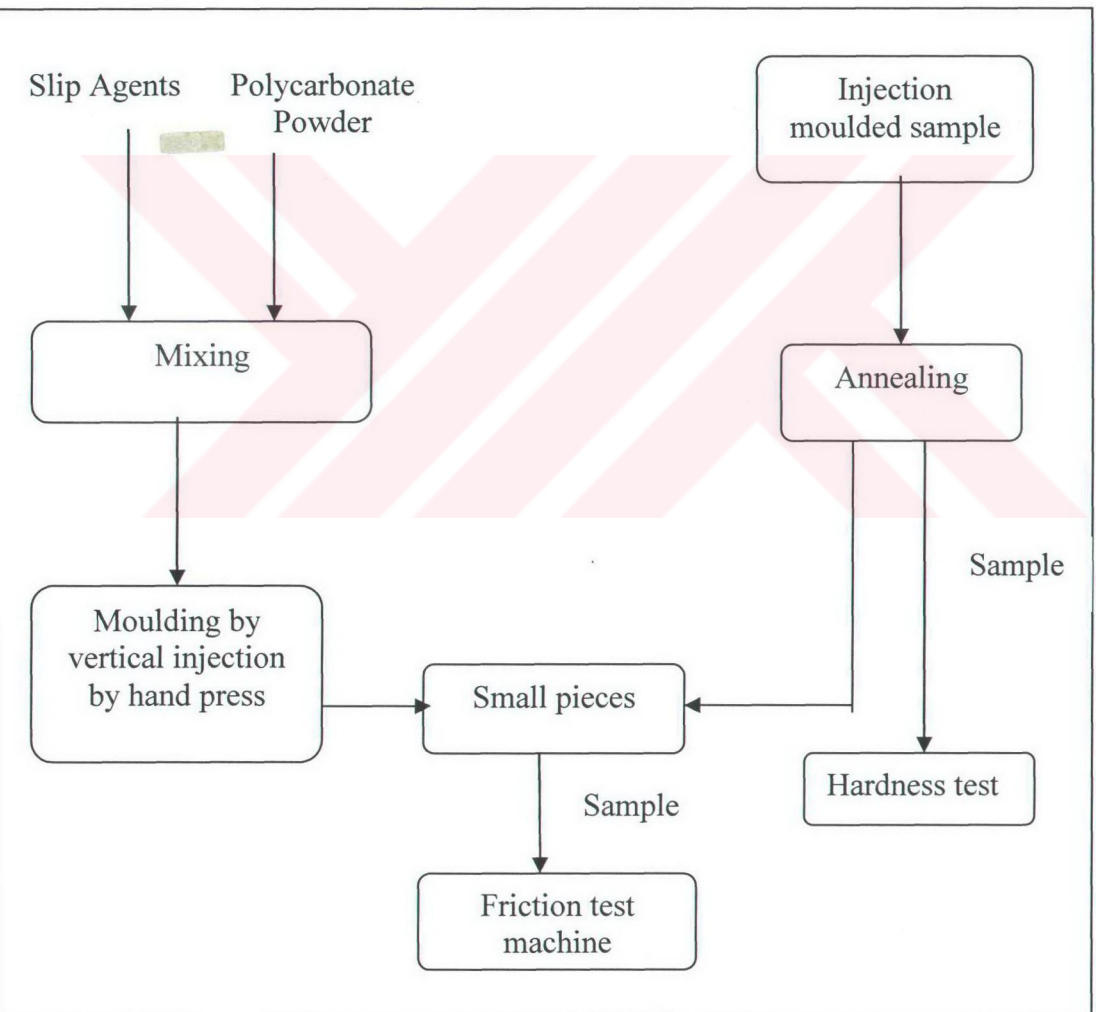 Slip Agents
Polycarbonate
Powder
Injection
moulded sample
Mixing
Annealing
Sample
Moulding by
vertical injection
by hand press
Small pieces
Hardness test
Sample
Friction test
machine